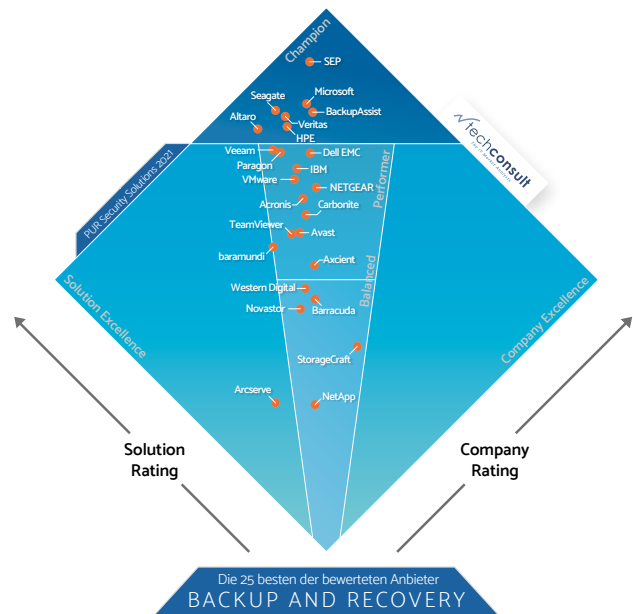 Champion
SEP
Microsoft
Seagate
BackupAssist
Altaro
Veritas
HPE
techconsult
Veeam
Dell EMC
Paragon
IBM
VMware
NETGEAR
Performer
PUR Security Solutions 2021
Acronis
Carbonite
TeamViewer
Avast
baramundi
Axcient
Balanced
Western Digital
Novastor
Barracuda
Solution Excellence
Company Excellence
StorageCraft
Arcserve
NetApp
Solution
Rating
Company
Rating
Die 25 besten der bewerteten Anbieter
BACKUP AND RECOVERY